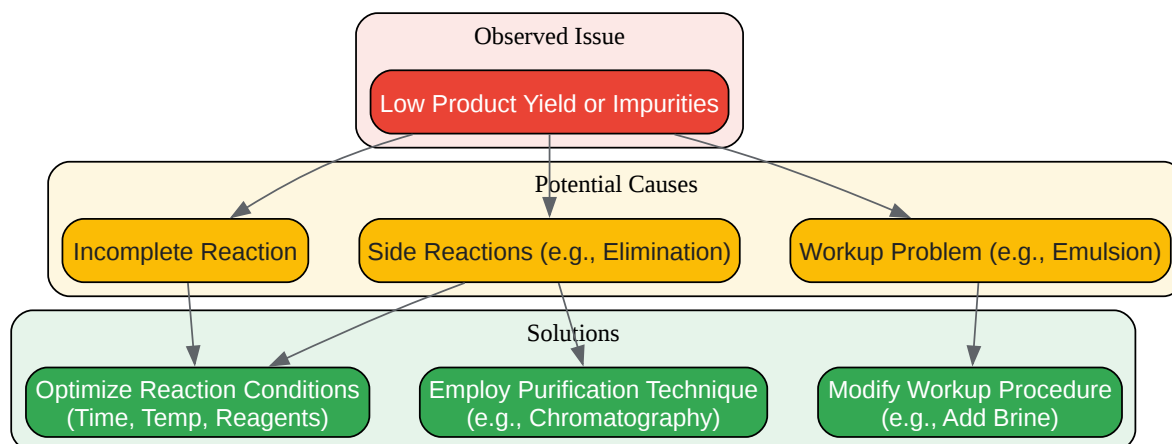 Observed Issue
Low Product Yield or Impurities
Potential Causes
Incomplete Reaction
Side Reactions (e.g., Elimination)
Workup Problem (e.g., Emulsion)
Solutions
Optimize Reaction Conditions
(Time, Temp, Reagents)
Employ Purification Technique
(e.g., Chromatography)
Modify Workup Procedure
(e.g., Add Brine)